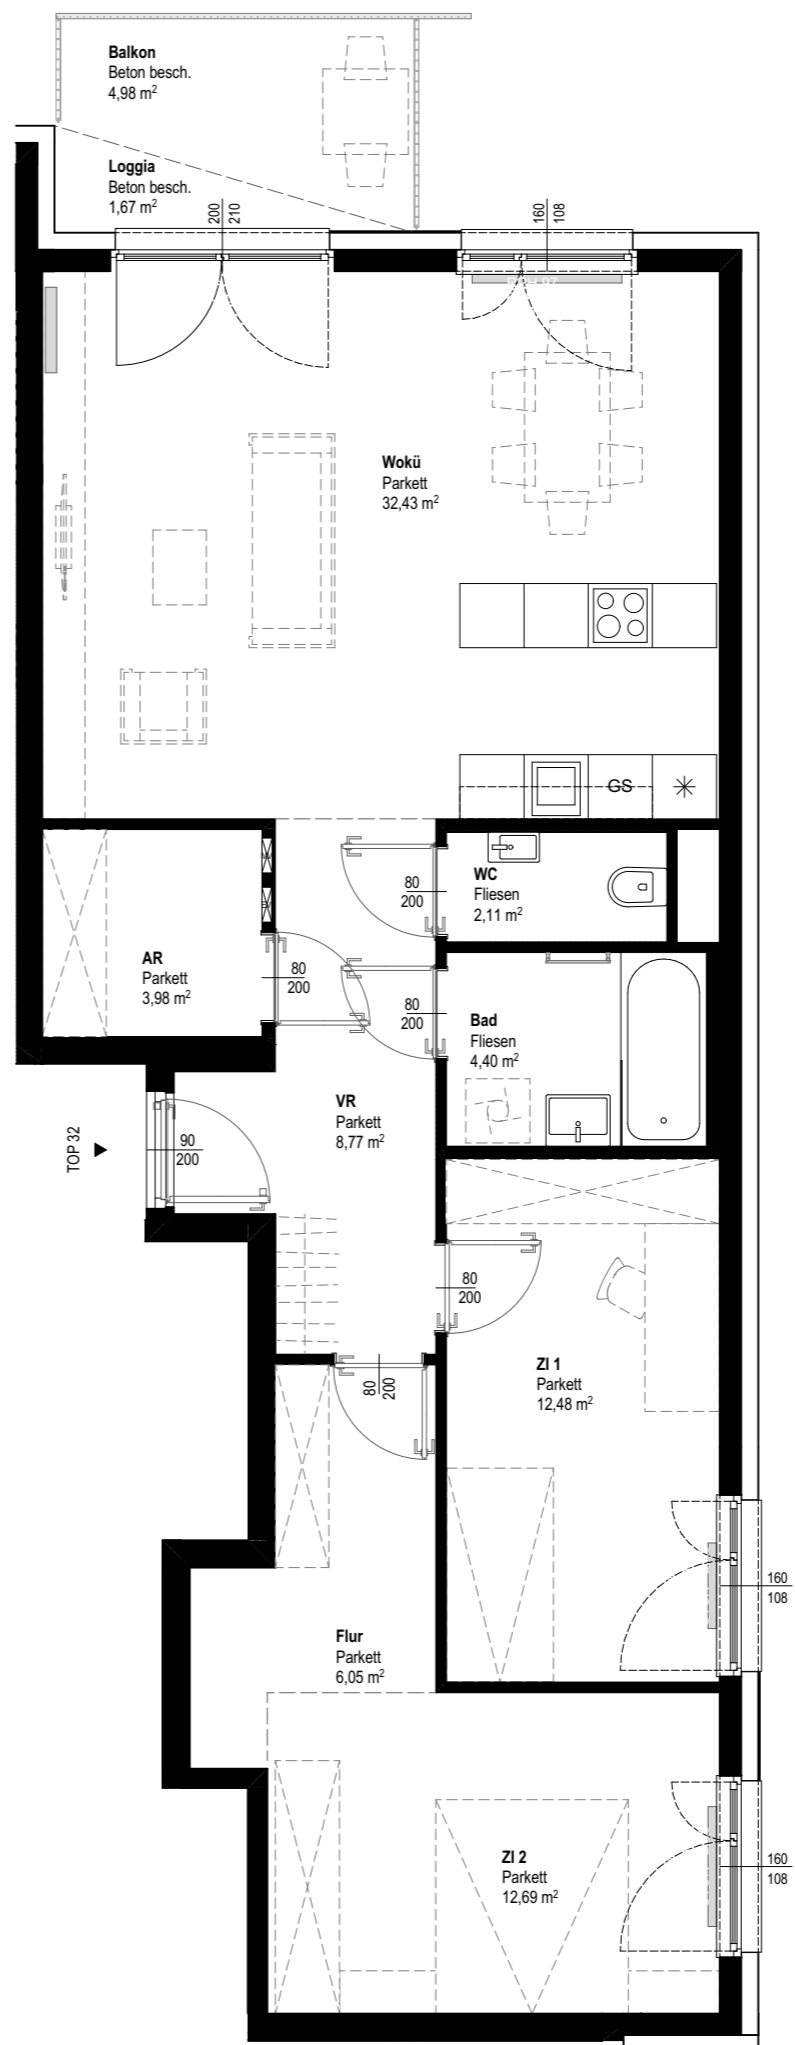 Balkon
Beton besch.
4,98 m²
Loggia
Beton besch.
1,67 m²
200
210
160
108
Wokü
Parkett
32,43 m²
GS
WC
Fliesen
2,11 m²
80
200
AR
Parkett
3,98 m²
80
200
80
200
Bad
Fliesen
4,40 m²
VR
Parkett
8,77 m²
TOP 32
90
200
80
200
ZI 1
Parkett
12,48 m²
80
200
160
108
Flur
Parkett
6,05 m²
ZI 2
Parkett
12,69 m²
160
108